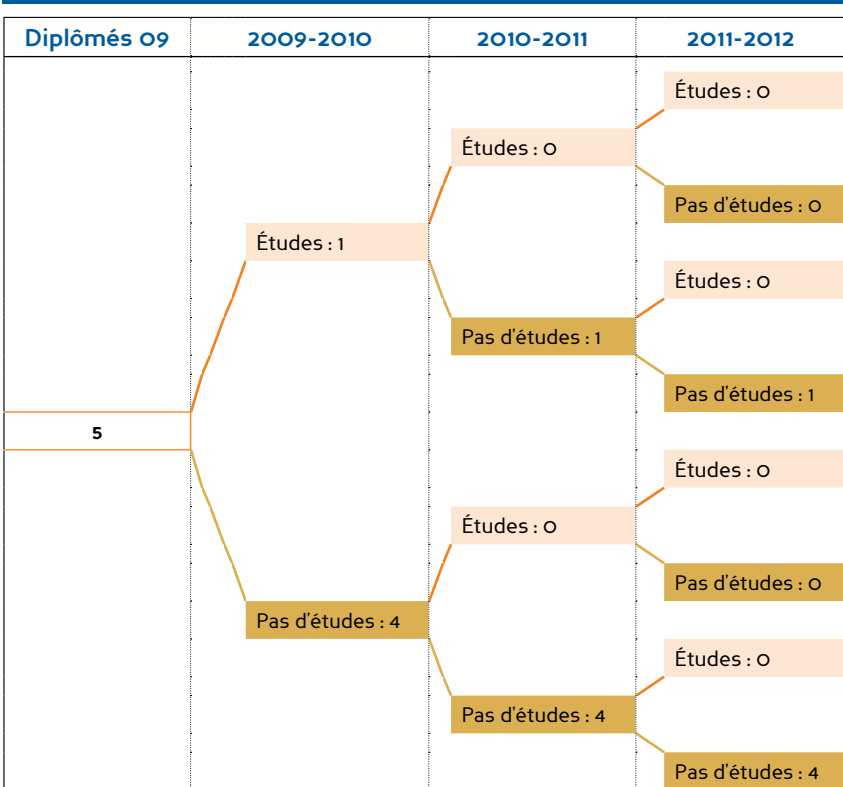 Diplômés 09 2009-2010 2010-2011 2011-2012
Études : 0
Études : 0
Pas d'études : 0
Études : 1
Études : 0
Pas d'études : 1
Pas d'études : 1
5
Études : 0
Études : 0
Pas d'études : 0
Pas d'études : 4
Études : 0
Pas d'études : 4
Pas d'études : 4